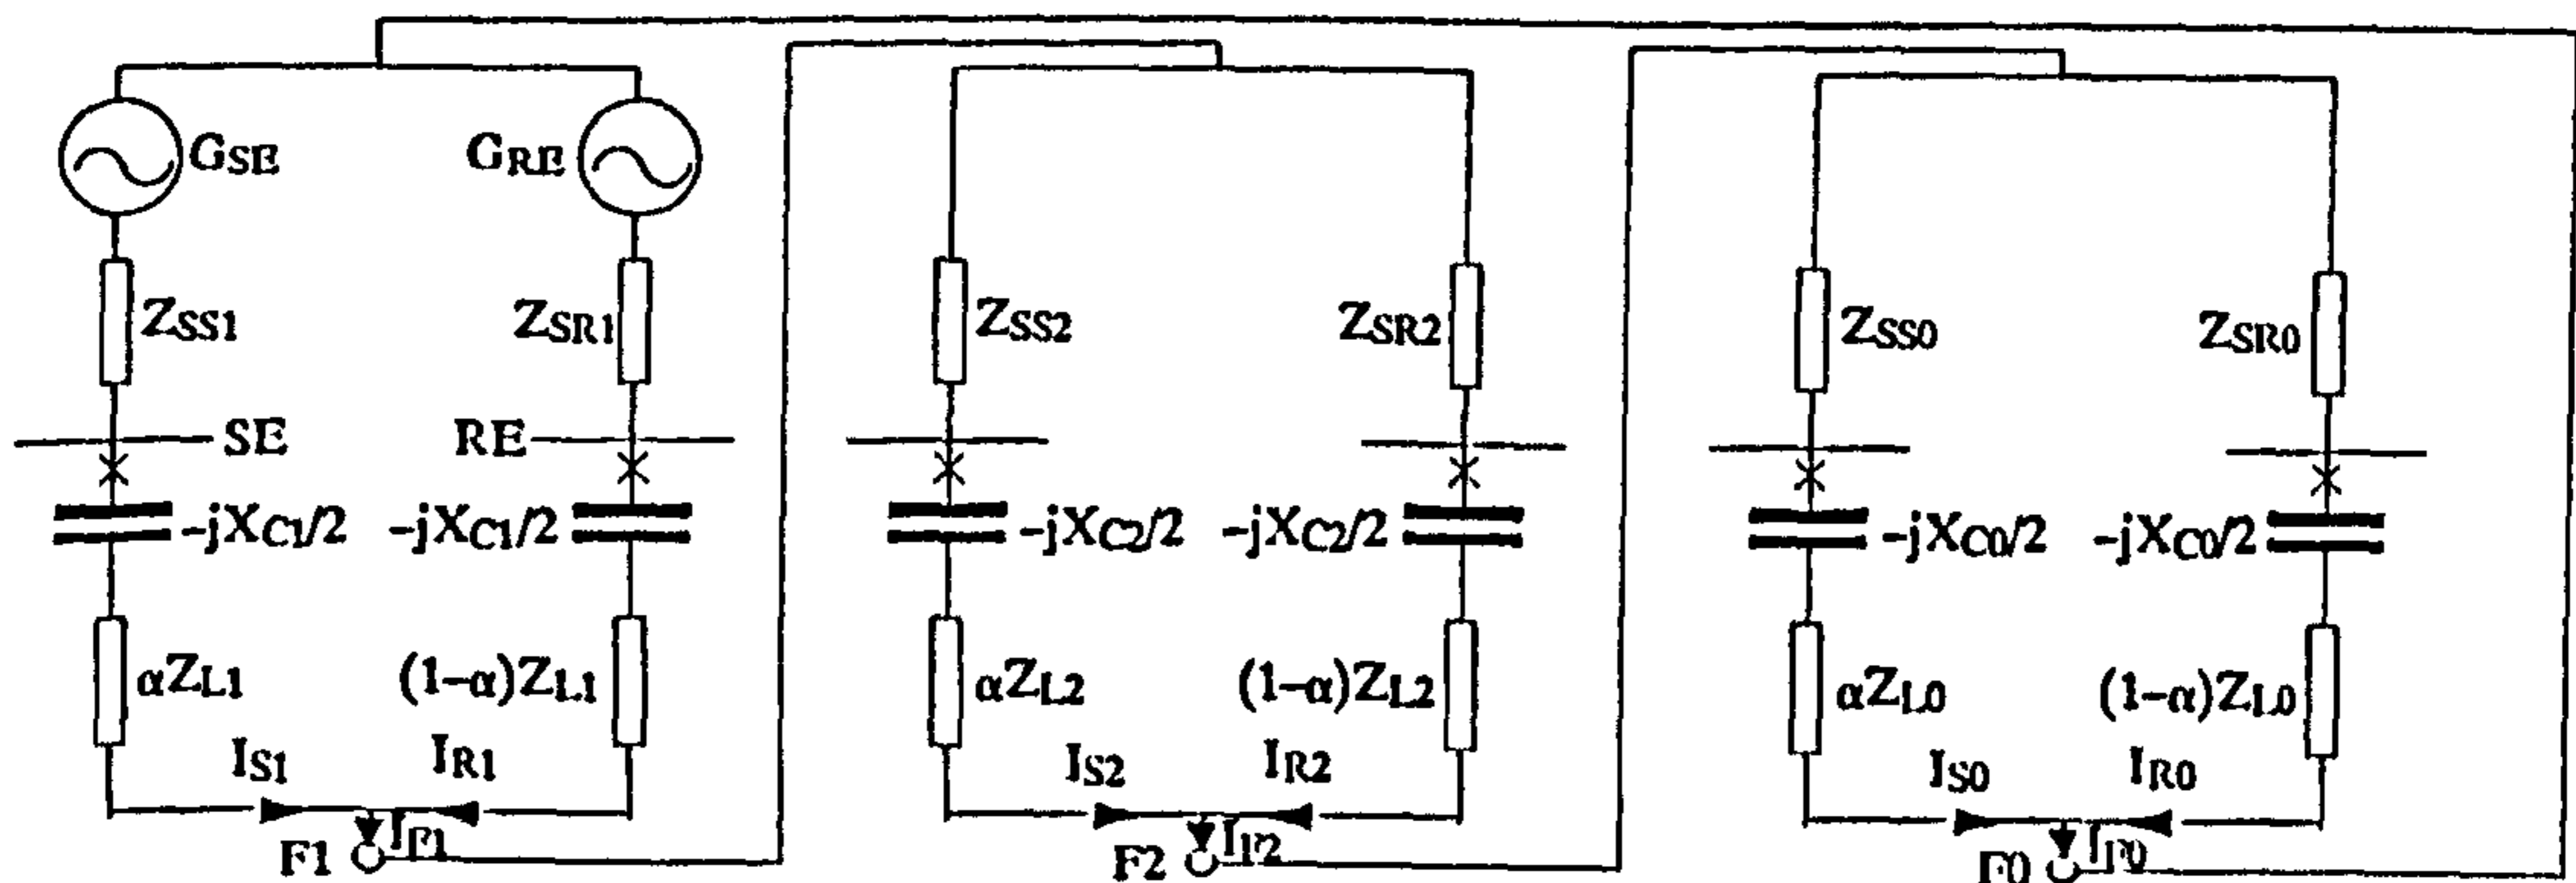 GSE GRE
ZSS1 ZSR1 ZSS2 ZSR2 ZSS0 ZSR0
SE RE
-jXC1/2 -jXC1/2 -jXC2/2 -jXC2/2 -jXC0/2 -jXC0/2
αZL1 (1-α)ZL1 αZL2 (1-α)ZL2 αZL0 (1-α)ZL0
IS1 IR1 IS2 IR2 IS0 IR0
F1 IF1 F2 IF2 F0 IF0